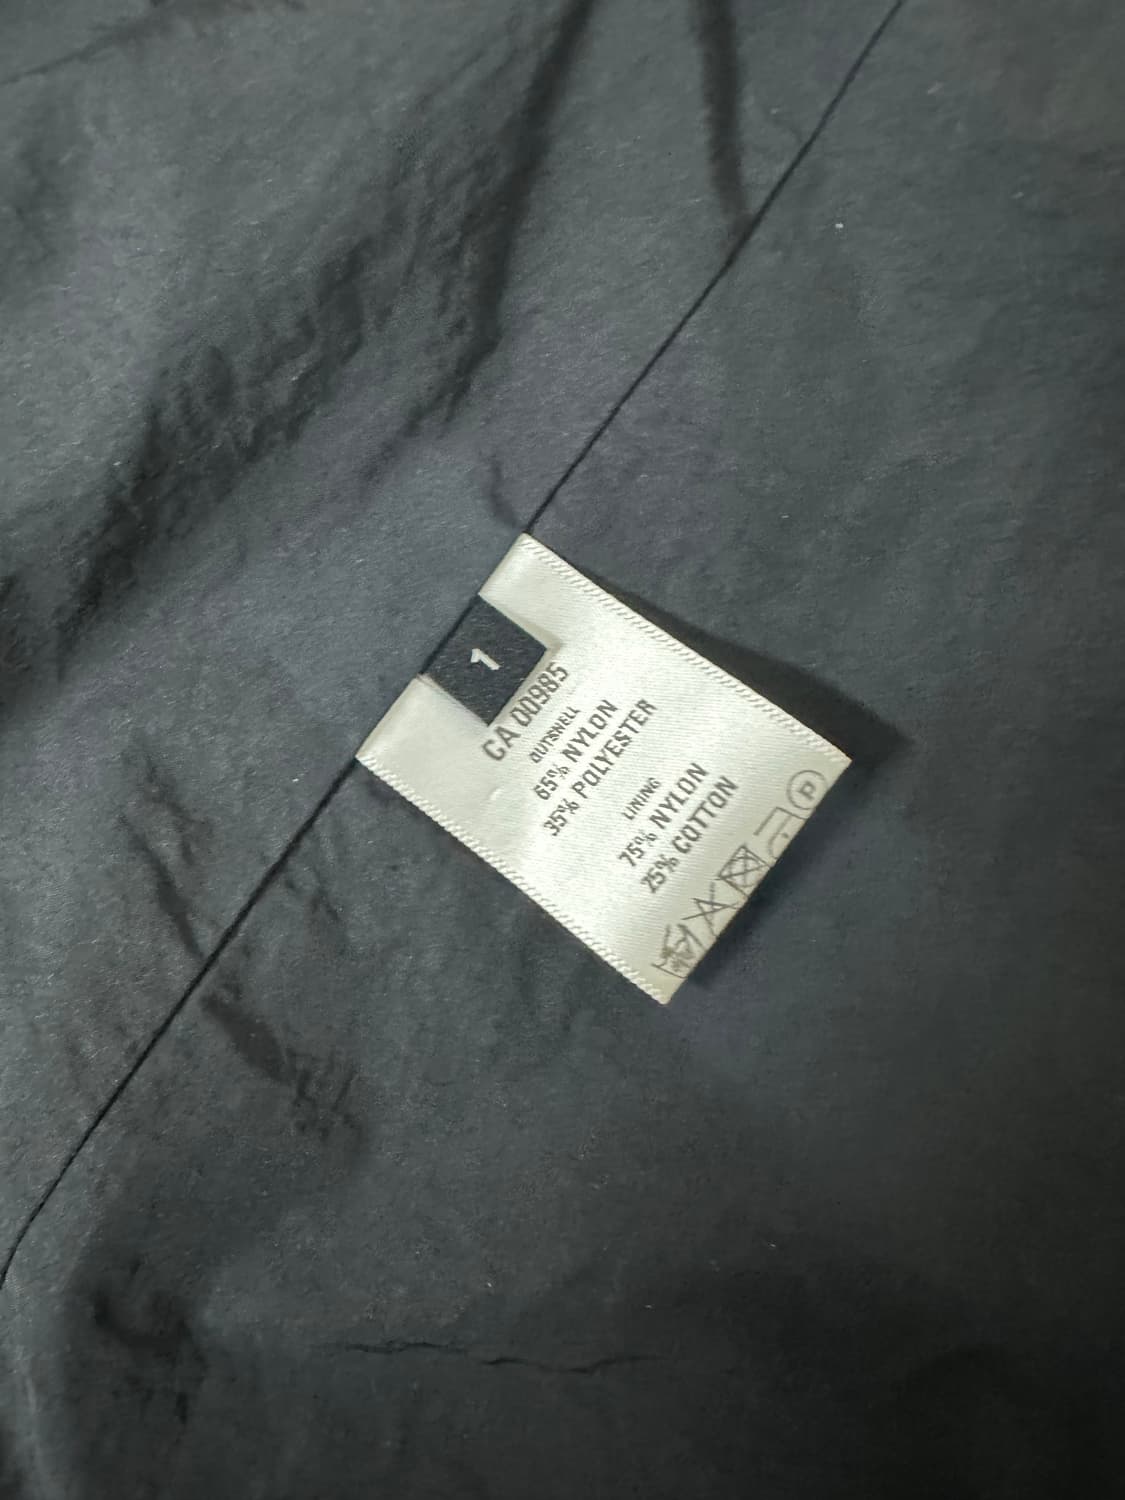 1
CA 00985
OUTSHELL
65% NYLON
35% POLYESTER
LINING
75% NYLON
25% COTTON
P